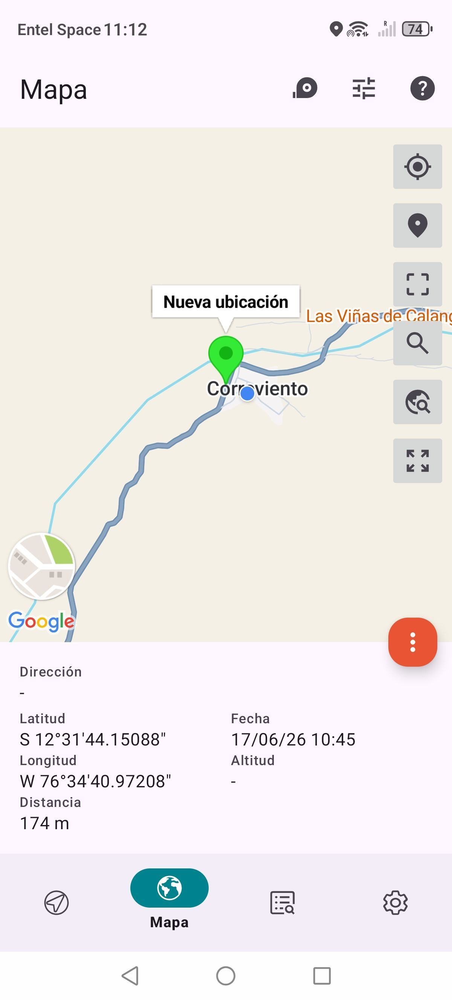 Entel Space 11:12
R
74
Mapa
Nueva ubicación
Las Viñas de Calang
Correviento
Google
Dirección
-
Latitud
S 12°31'44.15088"
Fecha
17/06/26 10:45
Longitud
W 76°34'40.97208"
Altitud
-
Distancia
174 m
Mapa